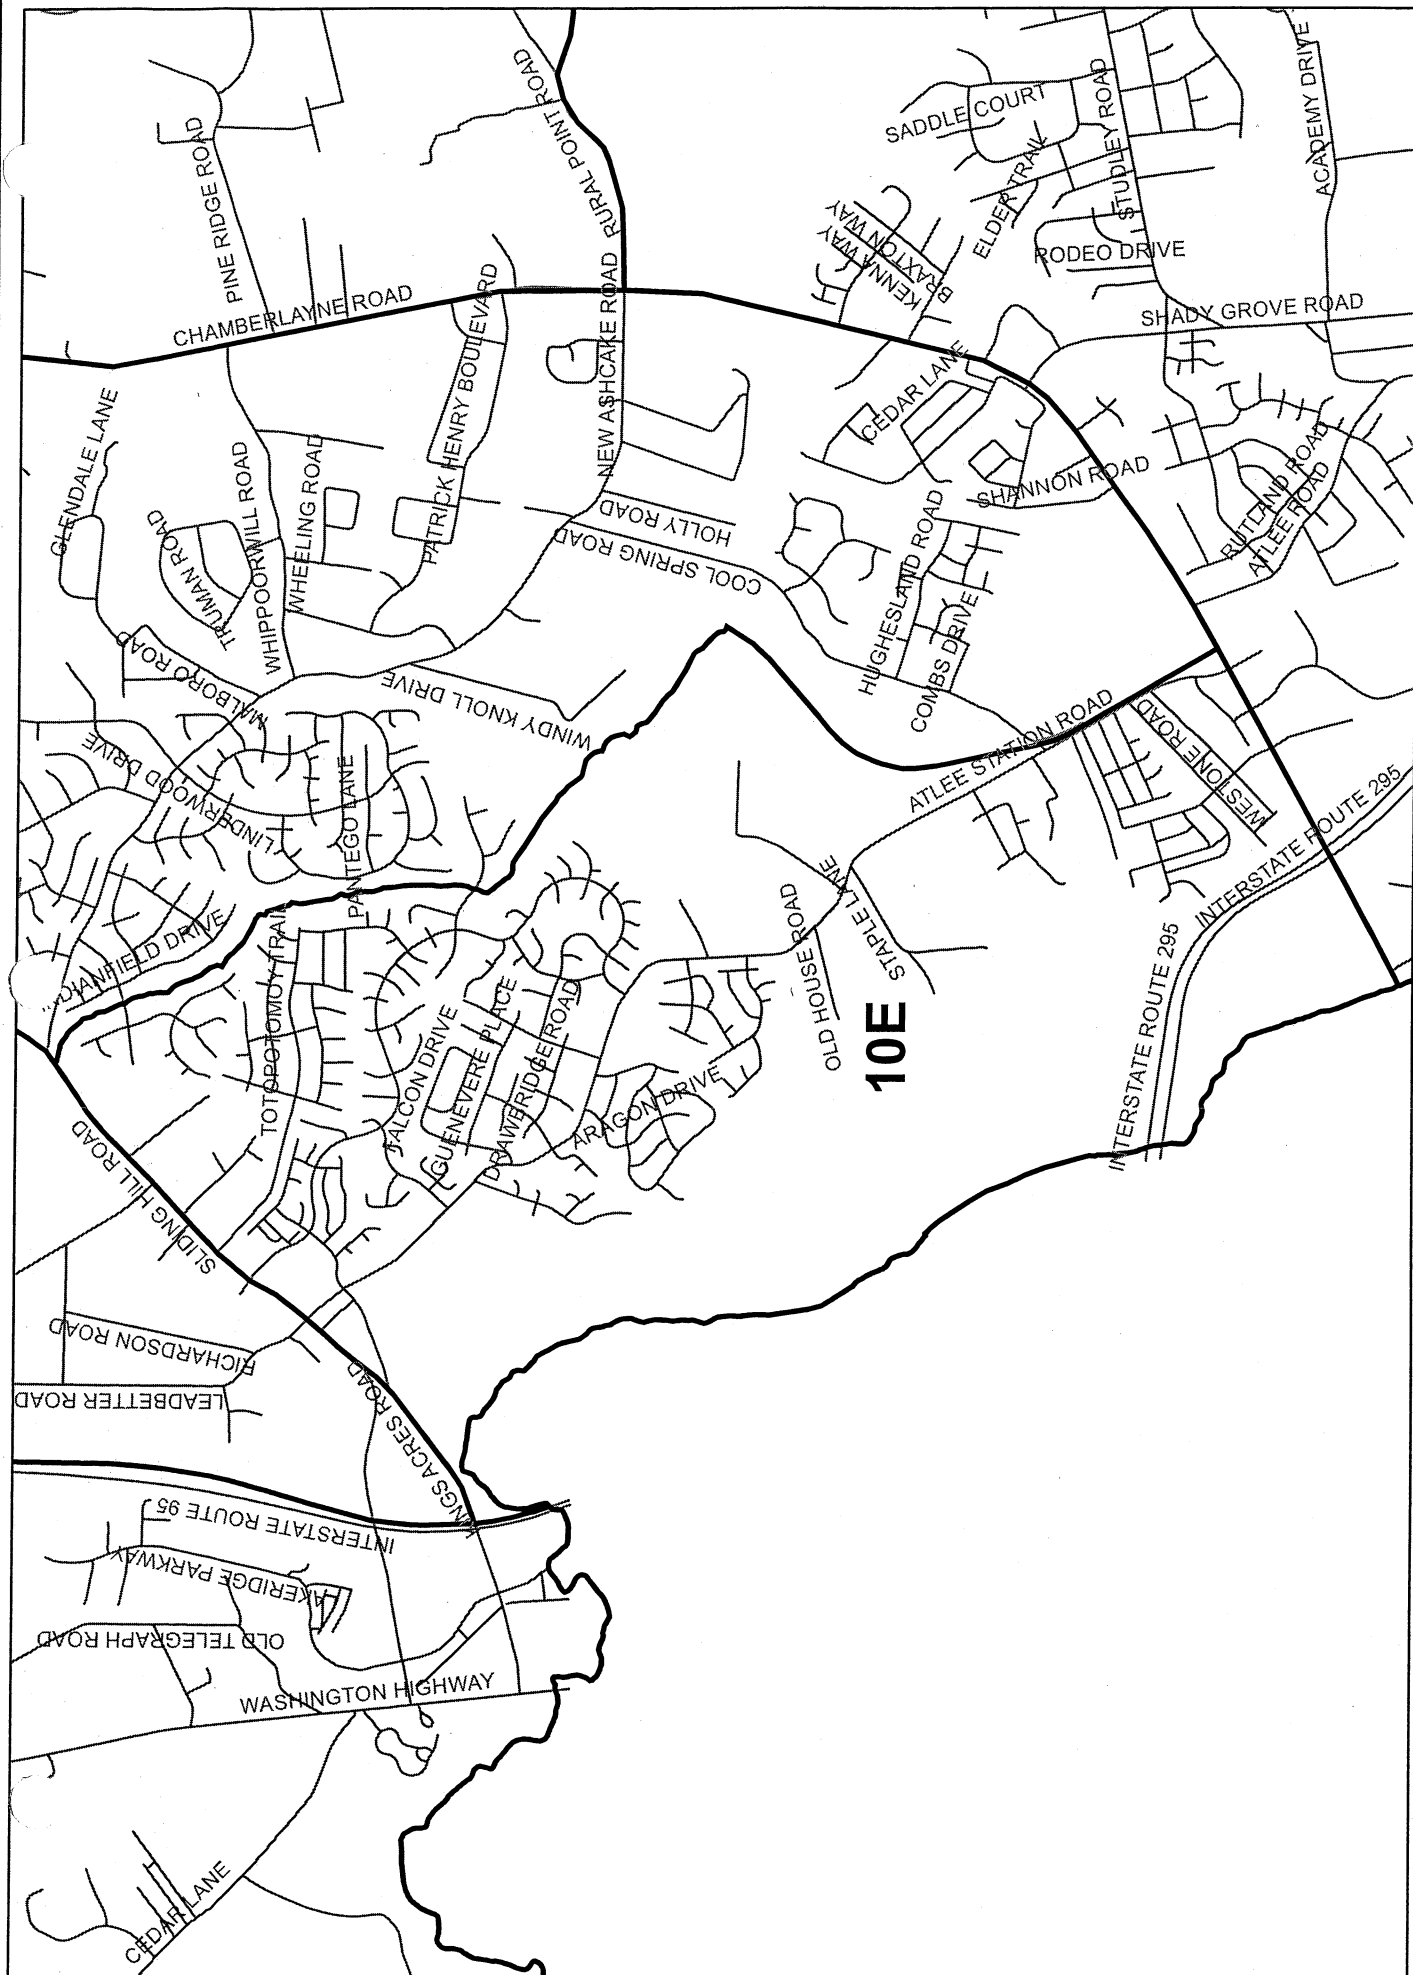 PINE RIDGE ROAD
RURAL POINT ROAD
SADDLE COURT
STUDLEY ROAD
ACADEMY DRIVE
ELDER TRAIL
KENNA WAY
BRAXTON WAY
RODEO DRIVE
CHAMBERLAYNE ROAD
SHADY GROVE ROAD
GLENDALE LANE
PATRICK HENRY BOULEVARD
NEW ASHCAKE ROAD
CEDAR LANE
SHANNON ROAD
RUTLAND ROAD
ATLEE ROAD
TRUMAN ROAD
WHIPPOORWILL ROAD
WHEELING ROAD
HOLLY ROAD
COOL SPRING ROAD
HUGHESLAND ROAD
COMBS DRIVE
MALBORO ROAD
WINDY KNOLL DRIVE
ATLEE STATION ROAD
WESTONE ROAD
LINDERWOOD DRIVE
PANTEGO LANE
INTERSTATE ROUTE 295
DIANFIELD DRIVE
TOTOPOTOMOY TRAIL
STAPLE LANE
OLD HOUSE ROAD
FALCON DRIVE
GUENEVERE PLACE
DRAWBRIDGE ROAD
ARAGON DRIVE
10E
INTERSTATE ROUTE 295
SLIDING HILL ROAD
RICHARDSON ROAD
LEADBETTER ROAD
NGS ACRES ROAD
INTERSTATE ROUTE 95
AKERIDGE PARKWAY
OLD TELEGRAPH ROAD
WASHINGTON HIGHWAY
CEDAR LANE